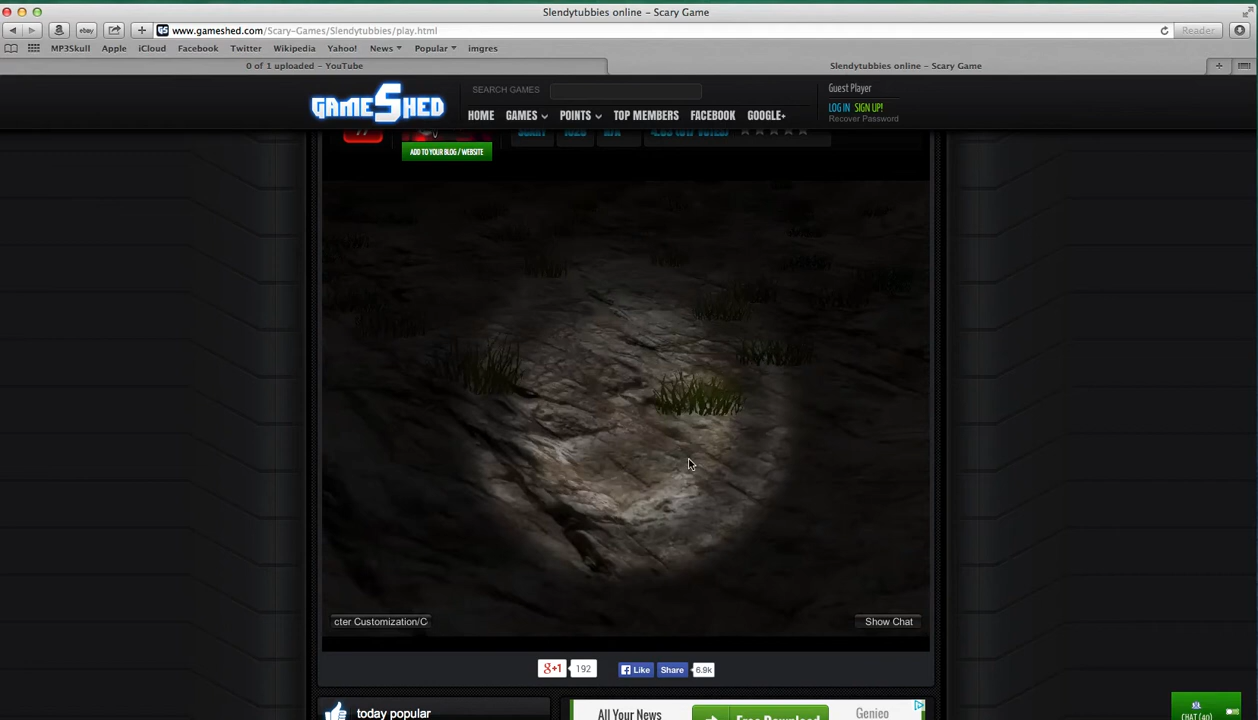 Slendytubbies online – Scary Game
ebay
www.gameshed.com/Scary-Games/Slendytubbies/play.html
Reader
MP3Skull Apple iCloud Facebook Twitter Wikipedia Yahoo! News Popular imgres
0 of 1 uploaded – YouTube
Slendytubbies online – Scary Game
GAMESHED
SEARCH GAMES
HOME GAMES POINTS TOP MEMBERS FACEBOOK GOOGLE+
Guest Player
LOG IN SIGN UP!
Recover Password
ADD TO YOUR BLOG / WEBSITE
cter Customization/C
Show Chat
g+1 192
Like Share 6.9k
today popular
All Your News
Free Download
Genieo